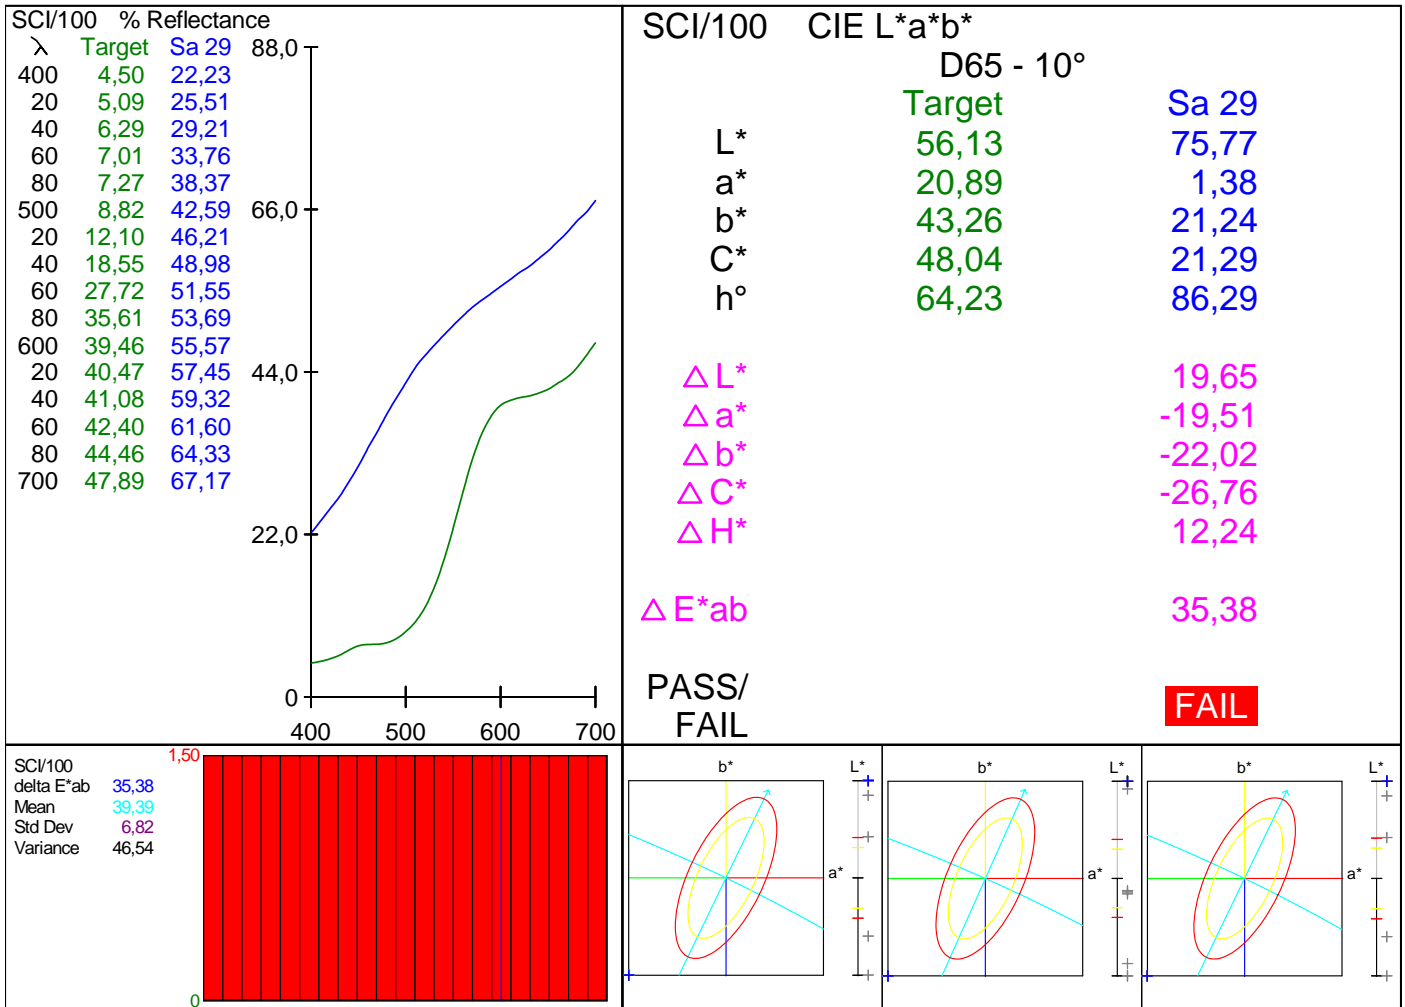 SCI/100 % Reflectance
λ Target Sa 29
400 4,50 22,23
20 5,09 25,51
40 6,29 29,21
60 7,01 33,76
80 7,27 38,37
500 8,82 42,59
20 12,10 46,21
40 18,55 48,98
60 27,72 51,55
80 35,61 53,69
600 39,46 55,57
20 40,47 57,45
40 41,08 59,32
60 42,40 61,60
80 44,46 64,33
700 47,89 67,17
88,0
66,0
44,0
22,0
0
400 500 600 700
SCI/100 CIE L*a*b*
D65 - 10°
Target Sa 29
L* 56,13 75,77
a* 20,89 1,38
b* 43,26 21,24
C* 48,04 21,29
h° 64,23 86,29
△ L* 19,65
△ a* -19,51
△ b* -22,02
△ C* -26,76
△ H* 12,24
△ E*ab 35,38
PASS/
FAIL FAIL
SCI/100
delta E*ab 35,38
Mean 39,39
Std Dev 6,82
Variance 46,54
1,50
0
b* L*
a*
b* L*
a*
b* L*
a*